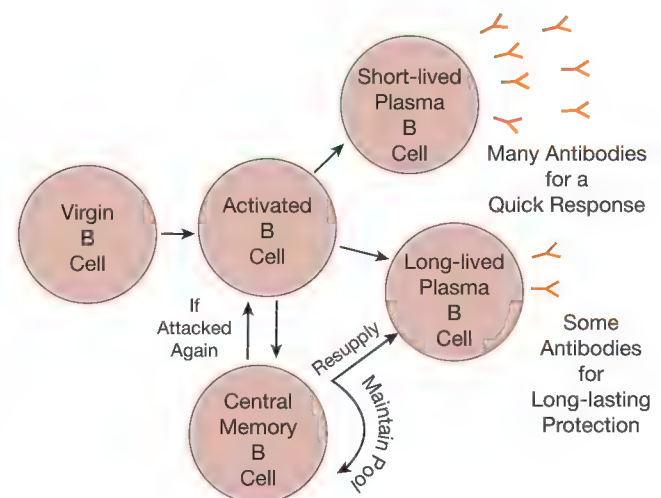 Short-lived
Plasma
B
Cell
Many Antibodies
for a
Quick Response
Virgin
B
Cell
Activated
B
Cell
Long-lived
Plasma
B
Cell
If
Attacked
Again
Resupply
Maintain Pool
Some
Antibodies
for
Long-lasting
Protection
Central
Memory
B
Cell